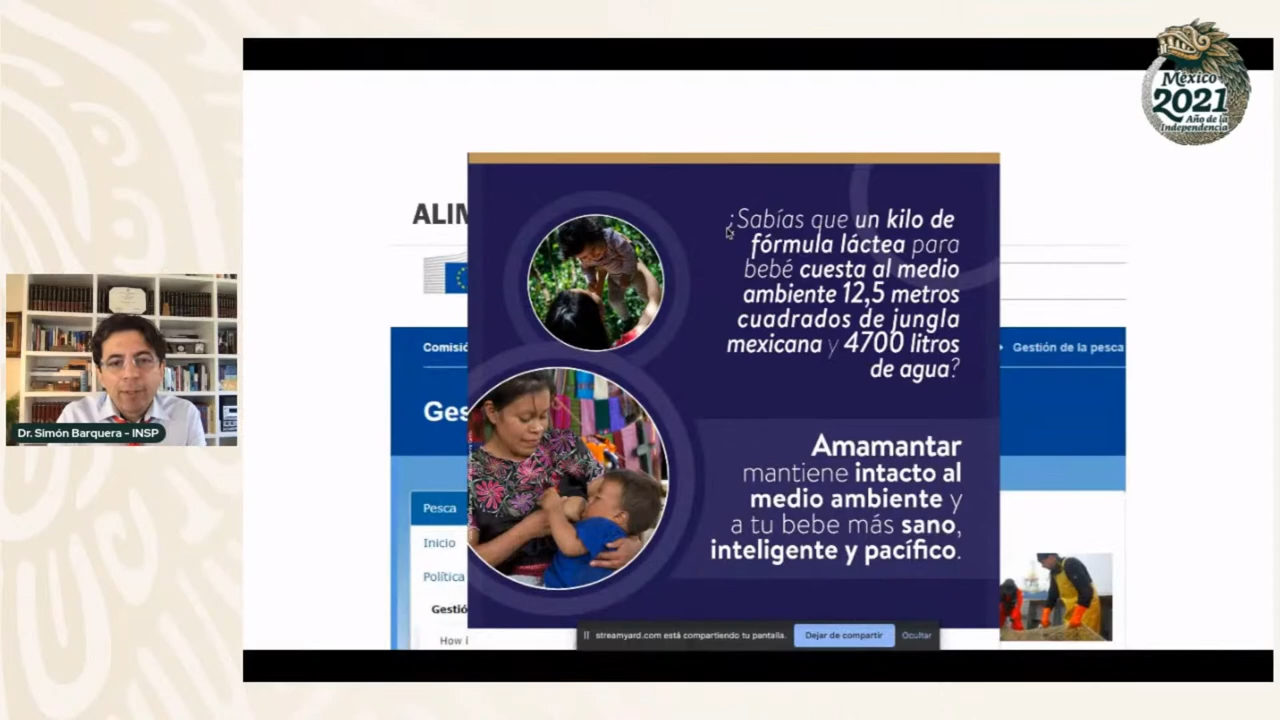 México
2021
Año de la
Independencia
ALIM
¿Sabías que un kilo de
fórmula láctea para
bebé cuesta al medio
ambiente 12,5 metros
cuadrados de jungla
mexicana y 4700 litros
de agua?
Comisió
Gestión de la pesca
Ges
Dr. Simón Barquera - INSP
Amamantar
mantiene intacto al
medio ambiente y
a tu bebe más sano,
inteligente y pacífico.
Pesca
Inicio
Política
Gestió
How i
streamyard.com está compartiendo tu pantalla.
Dejar de compartir
Ocultar